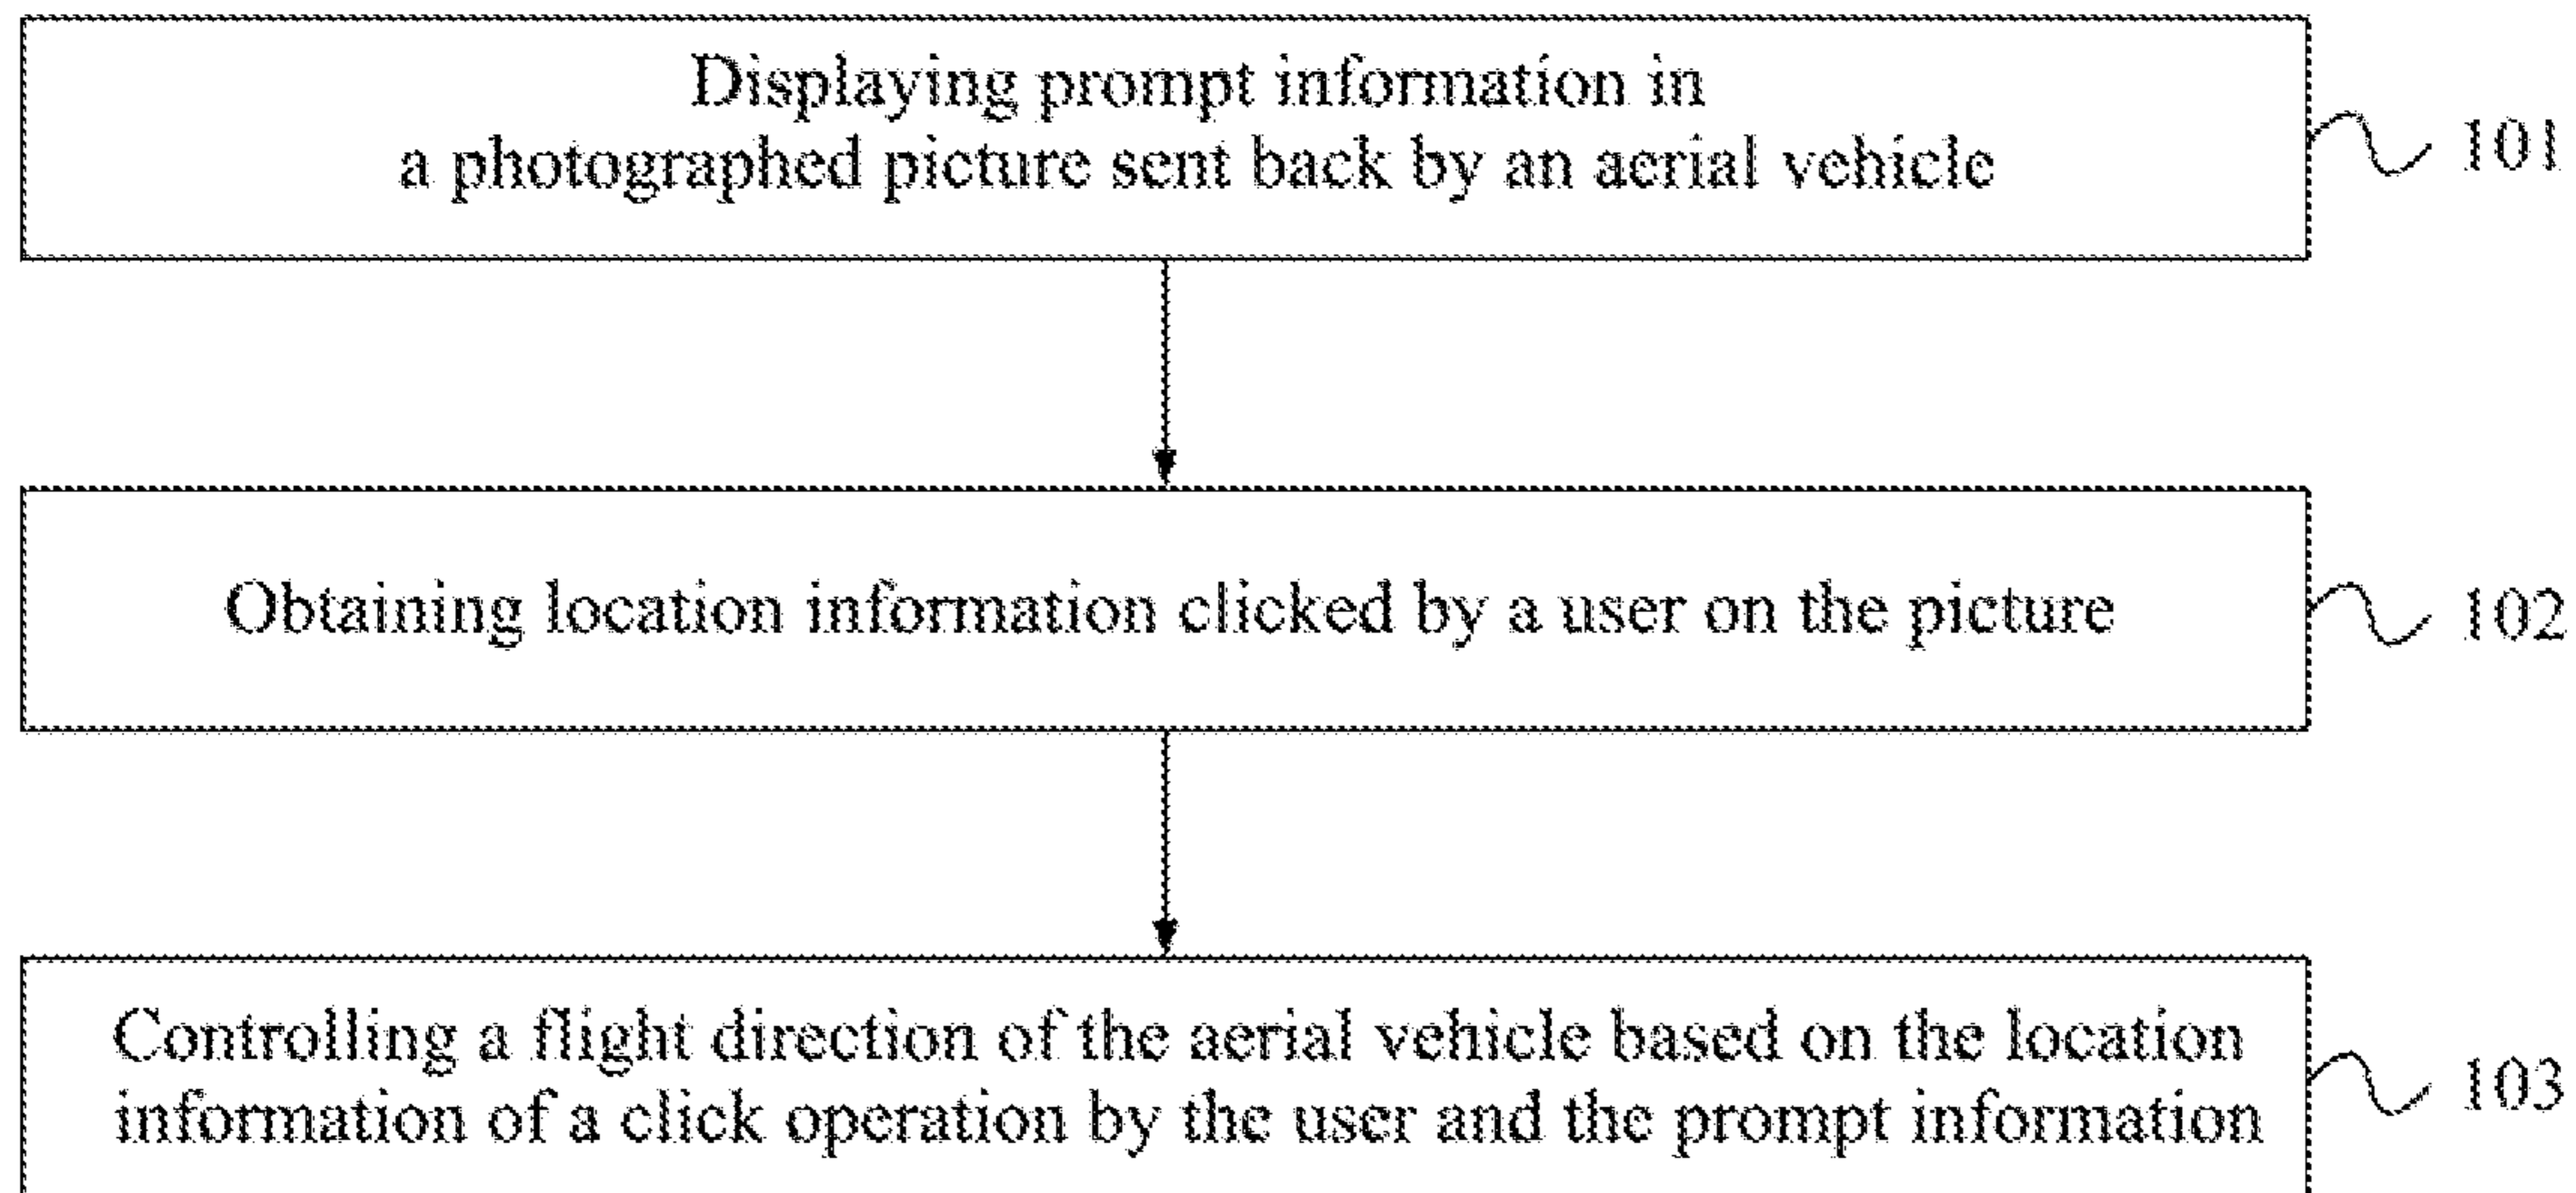 Displaying prompt information in
a photographed picture sent back by an aerial vehicle
101
Obtaining location information clicked by a user on the picture
102
Controlling a flight direction of the aerial vehicle based on the location
information of a click operation by the user and the prompt information
103